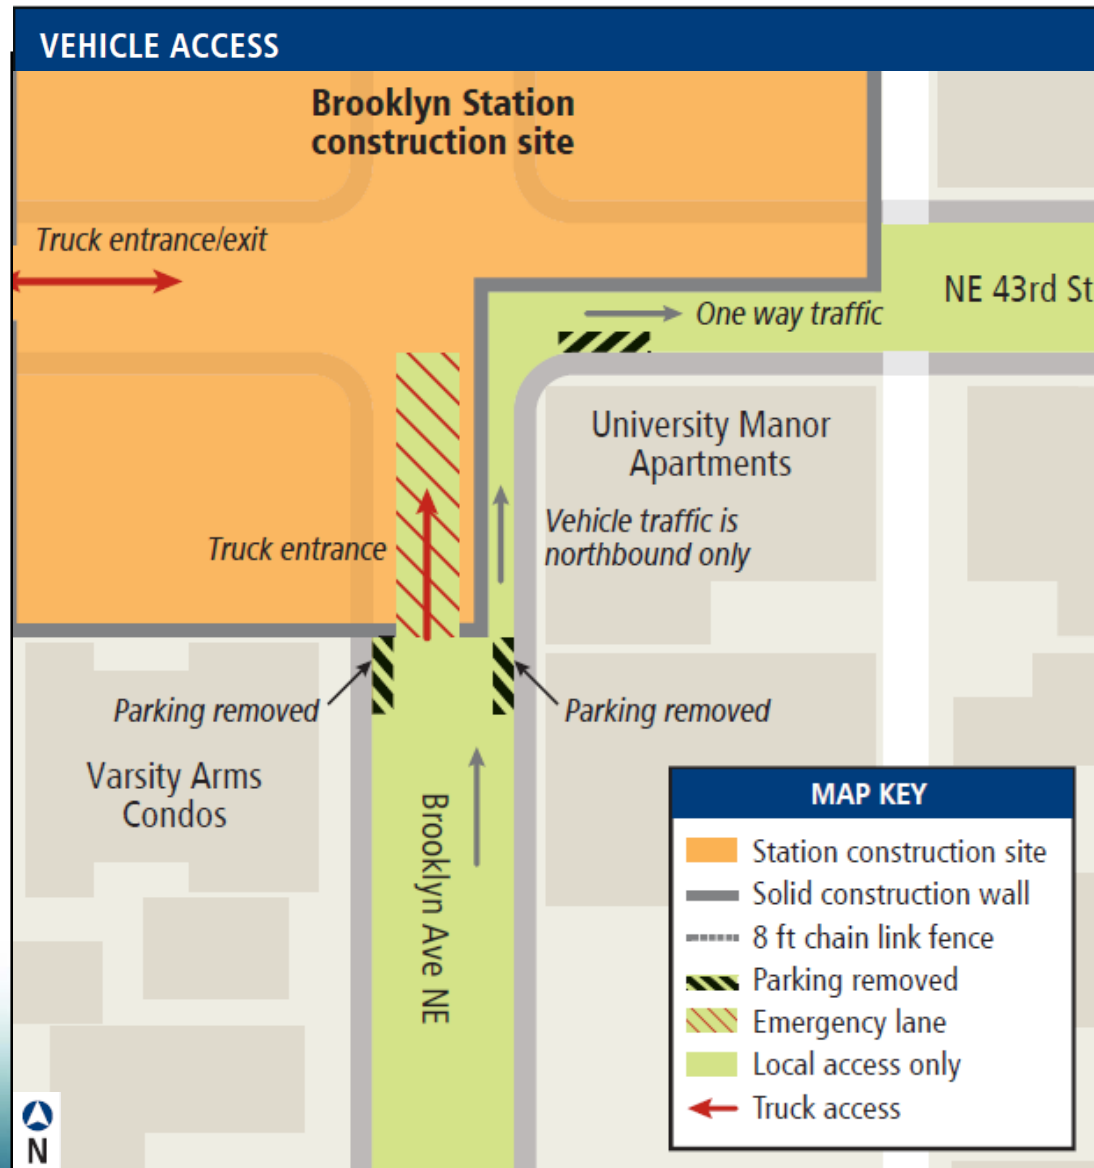 VEHICLE ACCESS
Brooklyn Station
construction site
Truck entrance/exit
NE 43rd St
One way traffic
University Manor
Apartments
Vehicle traffic is
northbound only
Truck entrance
Parking removed
Parking removed
Varsity Arms
Condos
Brooklyn Ave NE
MAP KEY
Station construction site
Solid construction wall
8 ft chain link fence
Parking removed
Emergency lane
Local access only
Truck access
N